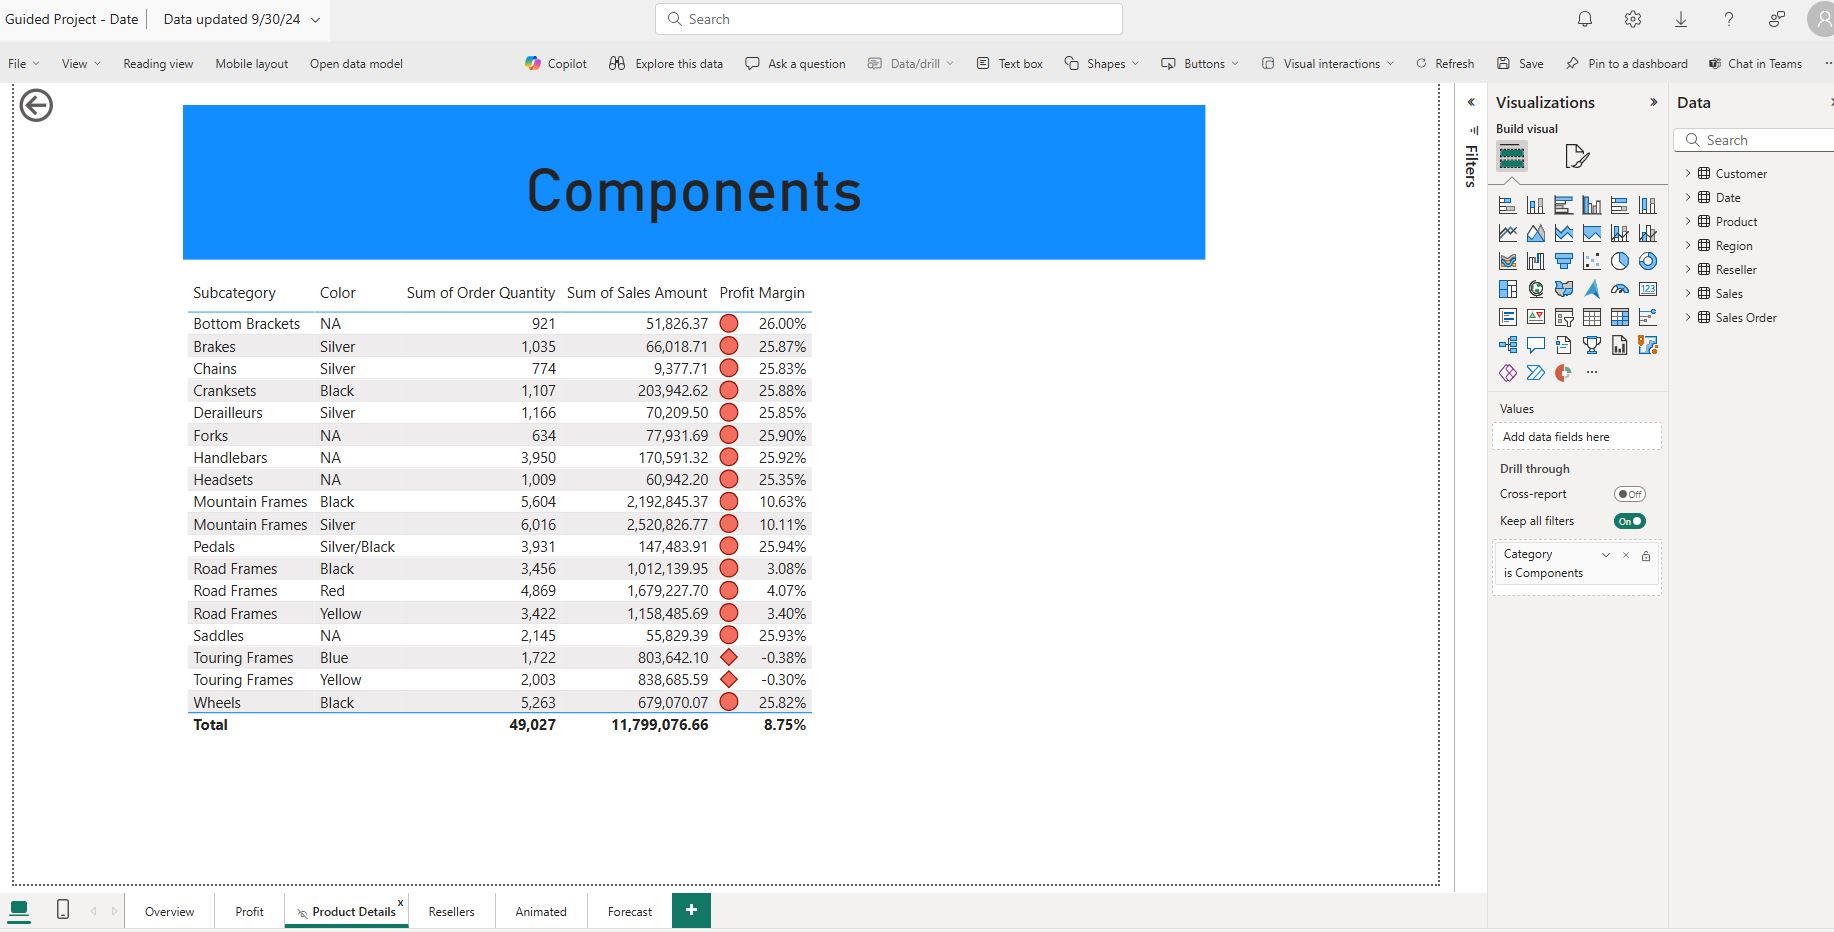 Guided Project - Date Data updated 9/30/24 Search
File View Reading view Mobile layout Open data model Copilot Explore this data Ask a question Data/drill Text box Shapes Buttons Visual interactions Refresh Save Pin to a dashboard Chat in Teams
Components
Subcategory Color Sum of Order Quantity Sum of Sales Amount Profit Margin
Bottom Brackets NA 921 51,826.37 26.00%
Brakes Silver 1,035 66,018.71 25.87%
Chains Silver 774 9,377.71 25.83%
Cranksets Black 1,107 203,942.62 25.88%
Derailleurs Silver 1,166 70,209.50 25.85%
Forks NA 634 77,931.69 25.90%
Handlebars NA 3,950 170,591.32 25.92%
Headsets NA 1,009 60,942.20 25.35%
Mountain Frames Black 5,604 2,192,845.37 10.63%
Mountain Frames Silver 6,016 2,520,826.77 10.11%
Pedals Silver/Black 3,931 147,483.91 25.94%
Road Frames Black 3,456 1,012,139.95 3.08%
Road Frames Red 4,869 1,679,227.70 4.07%
Road Frames Yellow 3,422 1,158,485.69 3.40%
Saddles NA 2,145 55,829.39 25.93%
Touring Frames Blue 1,722 803,642.10 -0.38%
Touring Frames Yellow 2,003 838,685.59 -0.30%
Wheels Black 5,263 679,070.07 25.82%
Total 49,027 11,799,076.66 8.75%
Filters
Visualizations
Build visual
123
Values
Add data fields here
Drill through
Cross-report Off
Keep all filters On
Category
is Components
Data
Search
Customer
Date
Product
Region
Reseller
Sales
Sales Order
Overview Profit Product Details x Resellers Animated Forecast +